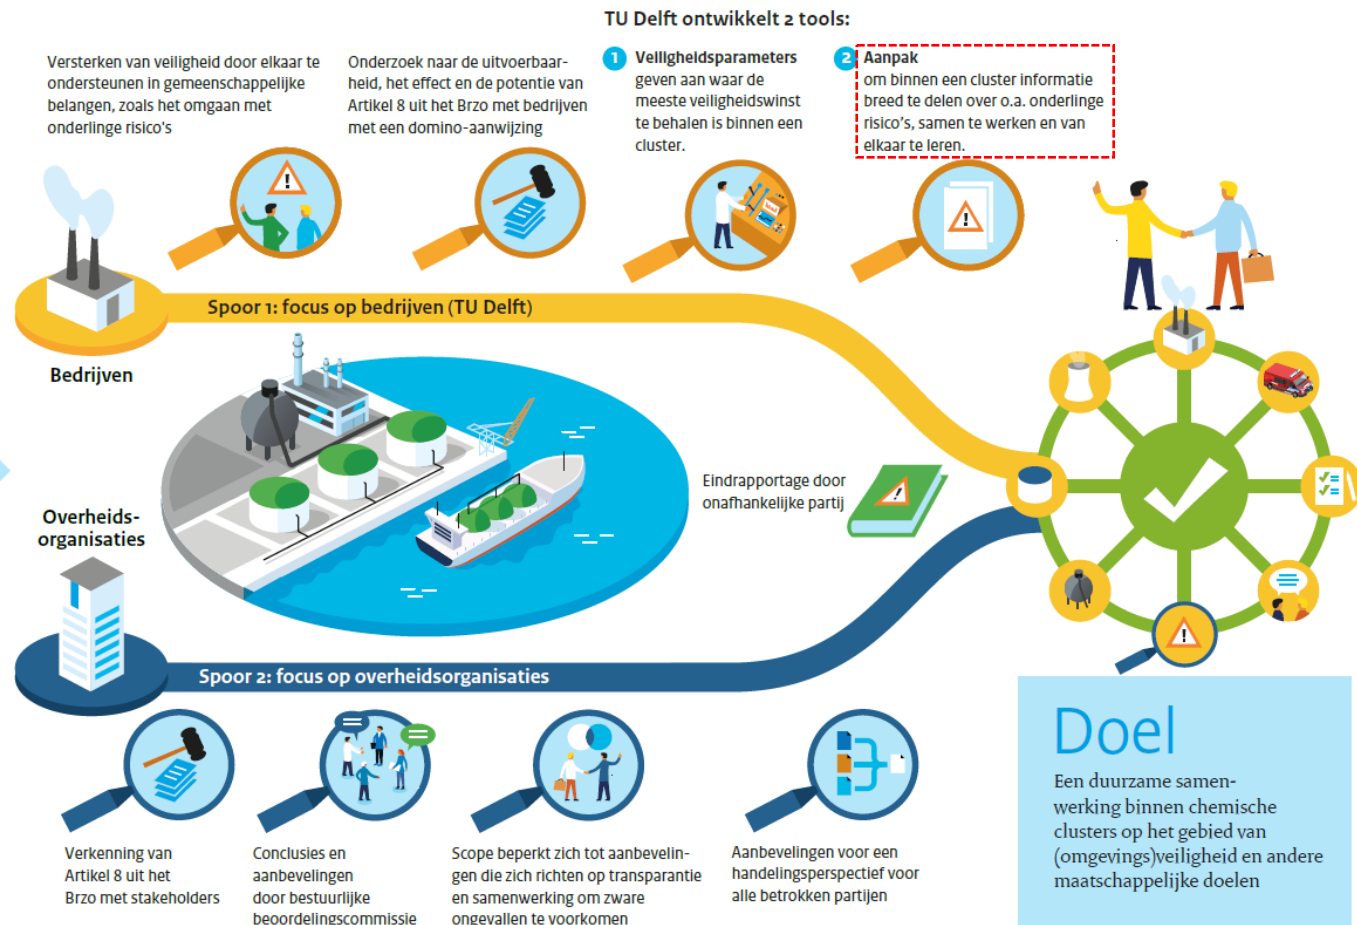 TU Delft ontwikkelt 2 tools:
Versterken van veiligheid door elkaar te
ondersteunen in gemeenschappelijke
belangen, zoals het omgaan met
onderlinge risico's
Onderzoek naar de uitvoerbaar-
heid, het effect en de potentie van
Artikel 8 uit het Brzo met bedrijven
met een domino-aanwijzing
1 Veiligheidsparameters
geven aan waar de
meeste veiligheidswinst
te behalen is binnen een
cluster.
2 Aanpak
om binnen een cluster informatie
breed te delen over o.a. onderlinge
risico's, samen te werken en van
elkaar te leren.
Spoor 1: focus op bedrijven (TU Delft)
Bedrijven
Eindrapportage door
onafhankelijke partij
Overheids-
organisaties
Spoor 2: focus op overheidsorganisaties
Verkenning van
Artikel 8 uit het
Brzo met stakeholders
Conclusies en
aanbevelingen
door bestuurlijke
beoordelingscommissie
Scope beperkt zich tot aanbevelin-
gen die zich richten op transparantie
en samenwerking om zware
ongevallen te voorkomen
Aanbevelingen voor een
handelingsperspectief voor
alle betrokken partijen
Doel
Een duurzame samen-
werking binnen chemische
clusters op het gebied van
(omgevings)veiligheid en andere
maatschappelijke doelen